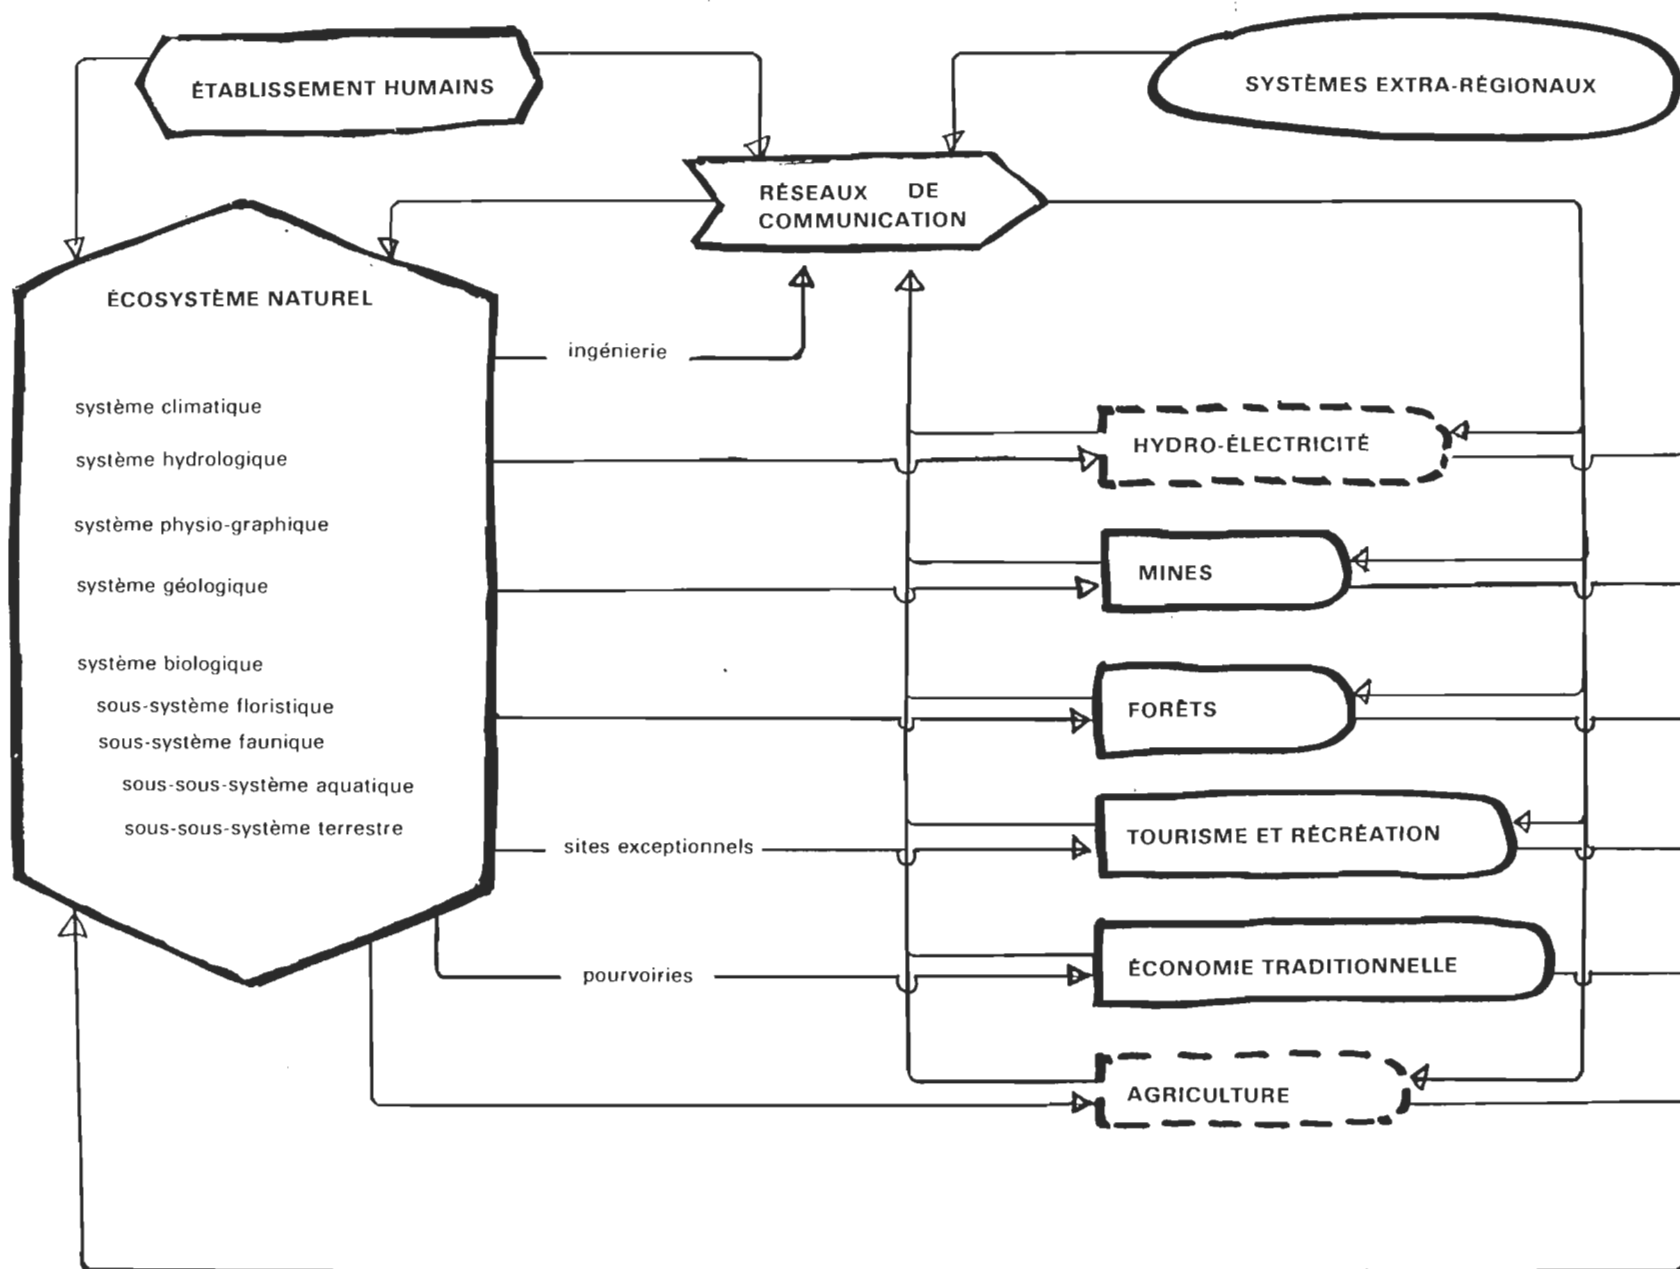 ÉTABLISSEMENT HUMAINS
SYSTÈMES EXTRA-RÉGIONAUX
RÉSEAUX DE
COMMUNICATION
ÉCOSYSTÈME NATUREL
ingénierie
système climatique
système hydrologique
système physio-graphique
système géologique
système biologique
sous-système floristique
sous-système faunique
sous-sous-système aquatique
sous-sous-système terrestre
sites exceptionnels
pourvoiries
HYDRO-ÉLECTRICITÉ
MINES
FORÊTS
TOURISME ET RÉCRÉATION
ÉCONOMIE TRADITIONNELLE
AGRICULTURE